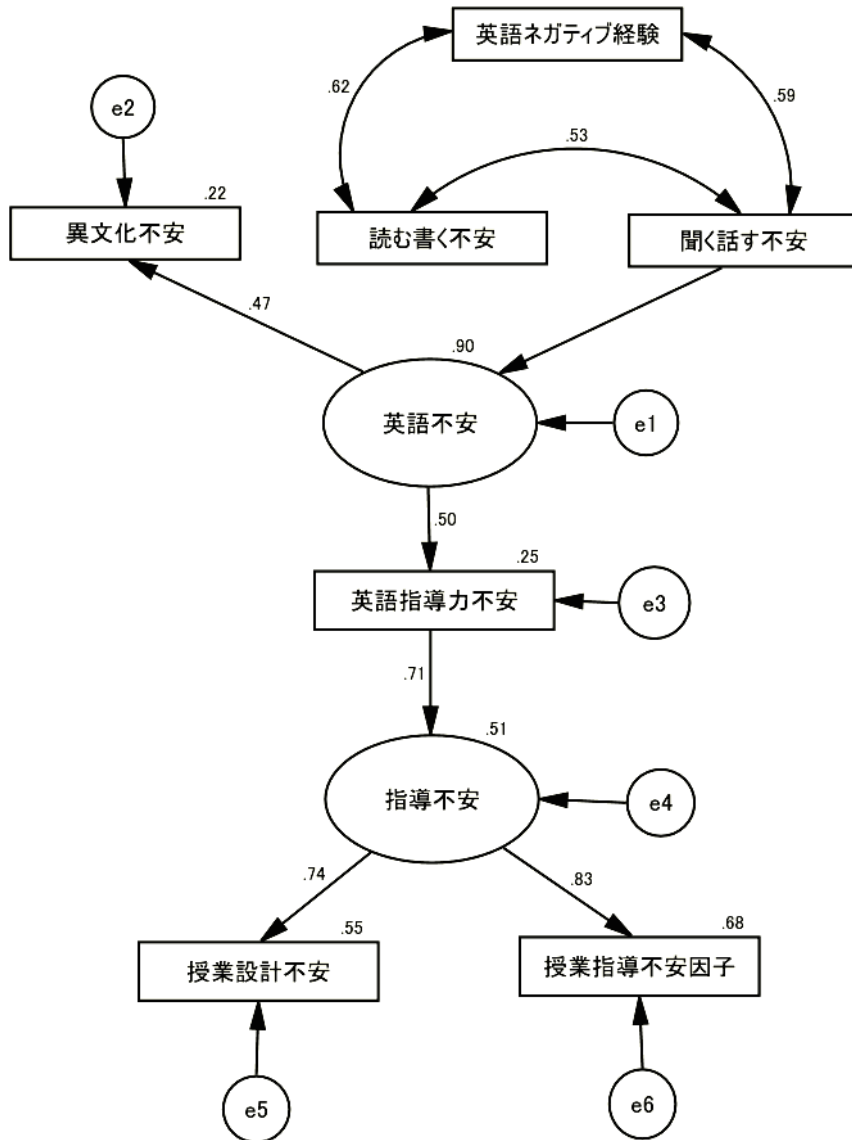 英語ネガティブ経験
.62
.59
e2
.53
.22
異文化不安
読む書く不安
聞く話す不安
.47
.90
英語不安
e1
.50
.25
英語指導力不安
e3
.71
.51
指導不安
e4
.74
.83
.55
.68
授業設計不安
授業指導不安因子
e5
e6